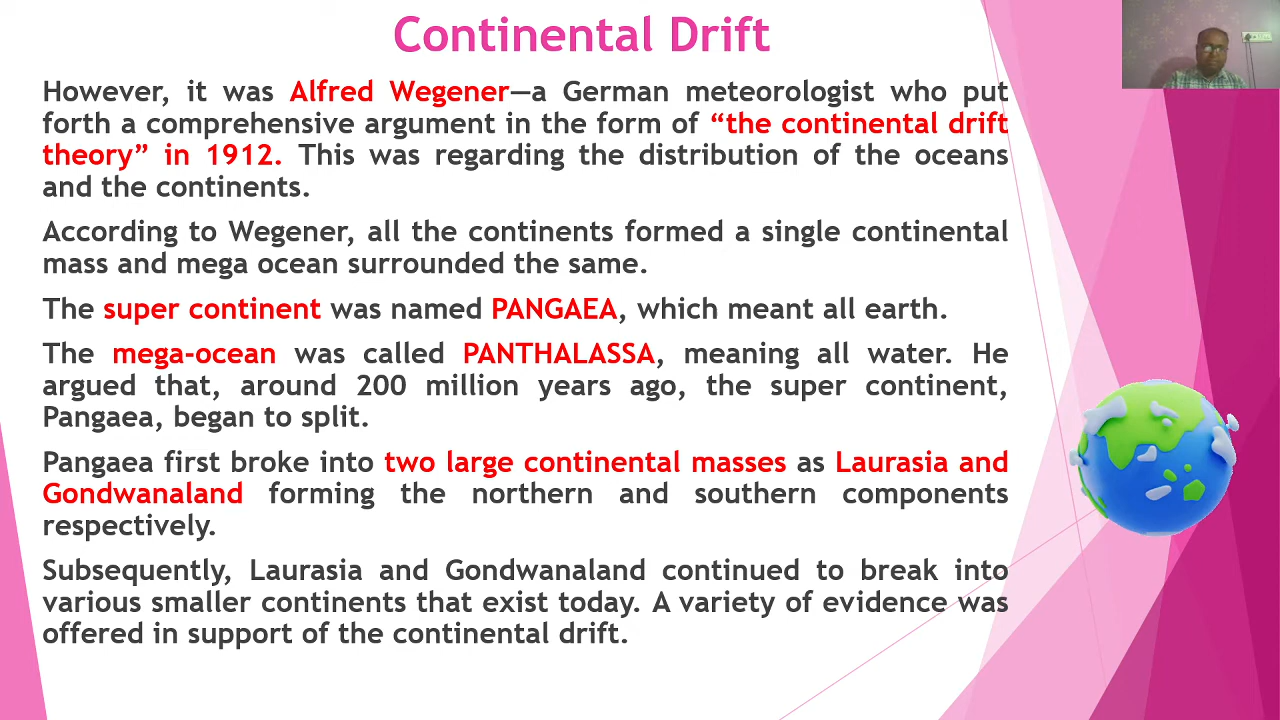 Continental Drift
However, it was Alfred Wegener—a German meteorologist who put
forth a comprehensive argument in the form of “the continental drift
theory” in 1912. This was regarding the distribution of the oceans
and the continents.
According to Wegener, all the continents formed a single continental
mass and mega ocean surrounded the same.
The super continent was named PANGAEA, which meant all earth.
The mega-ocean was called PANTHALASSA, meaning all water. He
argued that, around 200 million years ago, the super continent,
Pangaea, began to split.
Pangaea first broke into two large continental masses as Laurasia and
Gondwanaland forming the northern and southern components
respectively.
Subsequently, Laurasia and Gondwanaland continued to break into
various smaller continents that exist today. A variety of evidence was
offered in support of the continental drift.